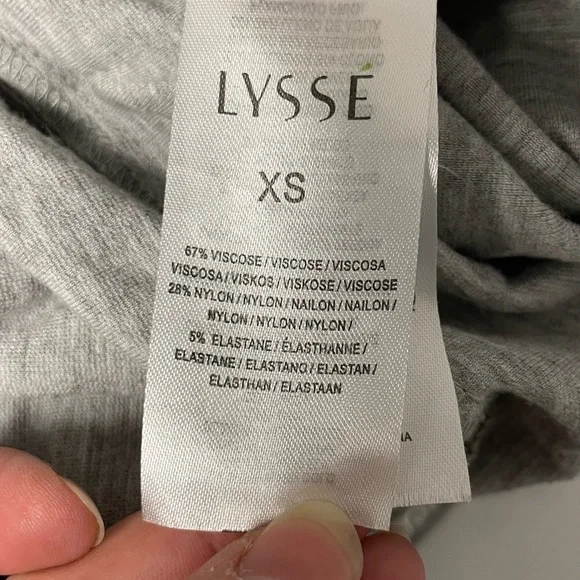 LYSSÉ
XS
67% VISCOSE / VISCOSE / VISCOSA
VISCOSA / VISKOS / VISKOSE / VISCOSE
28% NYLON / NYLON / NAILON / NAILON /
NYLON / NYLON / NYLON /
5% ELASTANE / ÉLASTHANNE /
ELASTANE / ELASTANO / ELASTAN /
ELASTHAN / ELASTAAN